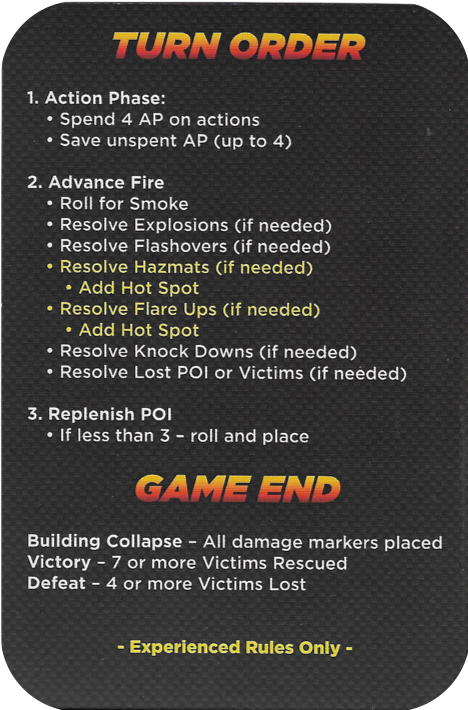 TURN ORDER
1. Action Phase:
• Spend 4 AP on actions
• Save unspent AP (up to 4)
2. Advance Fire
• Roll for Smoke
• Resolve Explosions (if needed)
• Resolve Flashovers (if needed)
• Resolve Hazmats (if needed)
• Add Hot Spot
• Resolve Flare Ups (if needed)
• Add Hot Spot
• Resolve Knock Downs (if needed)
• Resolve Lost POI or Victims (if needed)
3. Replenish POI
• If less than 3 – roll and place
GAME END
Building Collapse – All damage markers placed
Victory – 7 or more Victims Rescued
Defeat – 4 or more Victims Lost
- Experienced Rules Only -